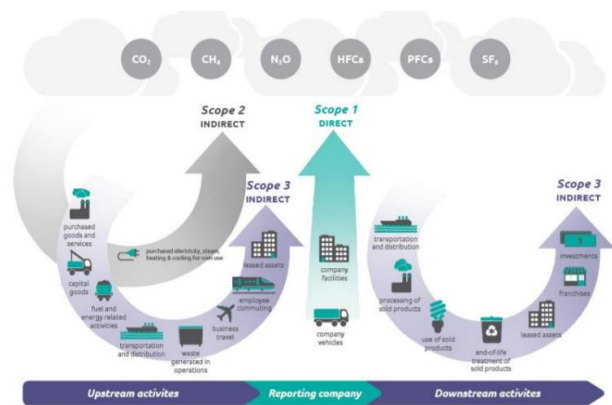 CO₂
CH₄
N₂O
HFCs
PFCs
SF₆
Scope 2
INDIRECT
Scope 1
DIRECT
Scope 3
INDIRECT
Scope 3
INDIRECT
purchased
goods and
services
capital
goods
fuel and
energy related
activities
transportation
and distribution
waste
generated in
operations
business
travel
employee
commuting
leased assets
purchased electricity, steam,
heating & cooling for own use
company
facilities
company
vehicles
transportation
and distribution
processing of
sold products
use of sold
products
end-of-life
treatment of
sold products
leased assets
franchises
investments
Upstream activites
Reporting company
Downstream activites